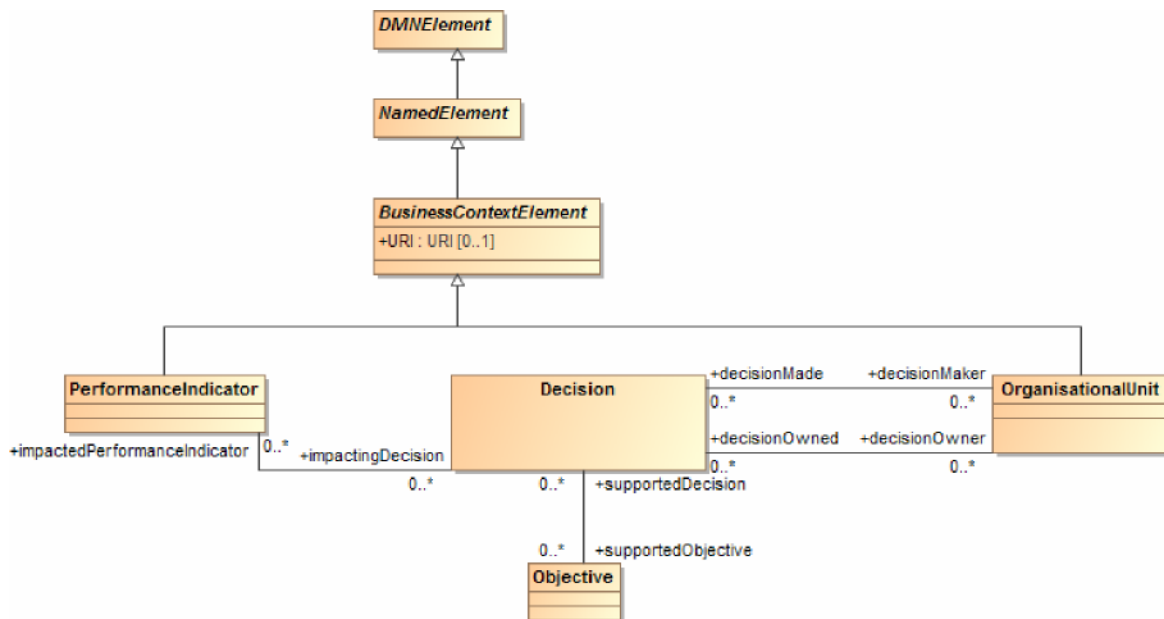 DMNElement
NamedElement
BusinessContextElement
+URI : URI [0..1]
PerformanceIndicator
Decision
+decisionMade
+decisionMaker
OrganisationalUnit
0..*
0..*
+impactedPerformanceIndicator
0..*
+impactingDecision
+decisionOwned
+decisionOwner
0..*
0..*
0..*
0..*
+supportedDecision
0..*
+supportedObjective
Objective